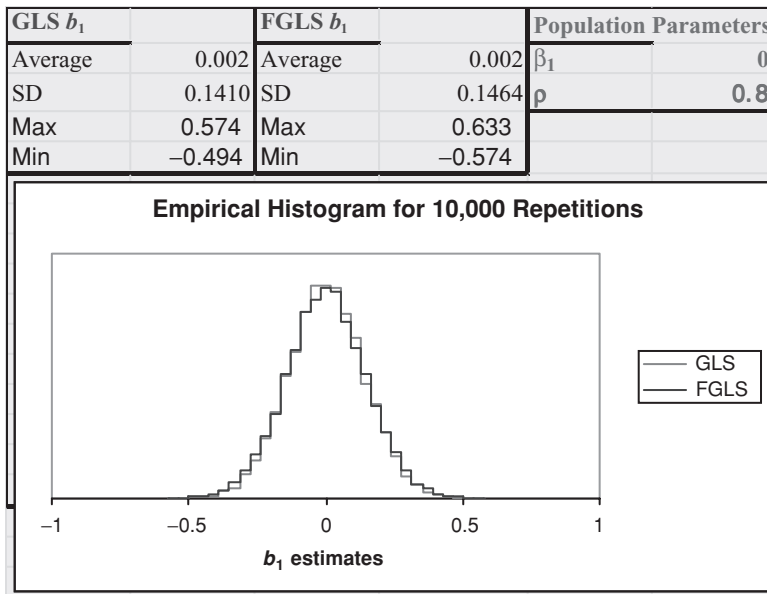 GLS b₁ FGLS b₁ Population Parameters
Average 0.002 Average 0.002 β₁ 0
SD 0.1410 SD 0.1464 ρ 0.8
Max 0.574 Max 0.633
Min −0.494 Min −0.574
Empirical Histogram for 10,000 Repetitions
GLS
FGLS
−1 −0.5 0 0.5 1
b₁ estimates